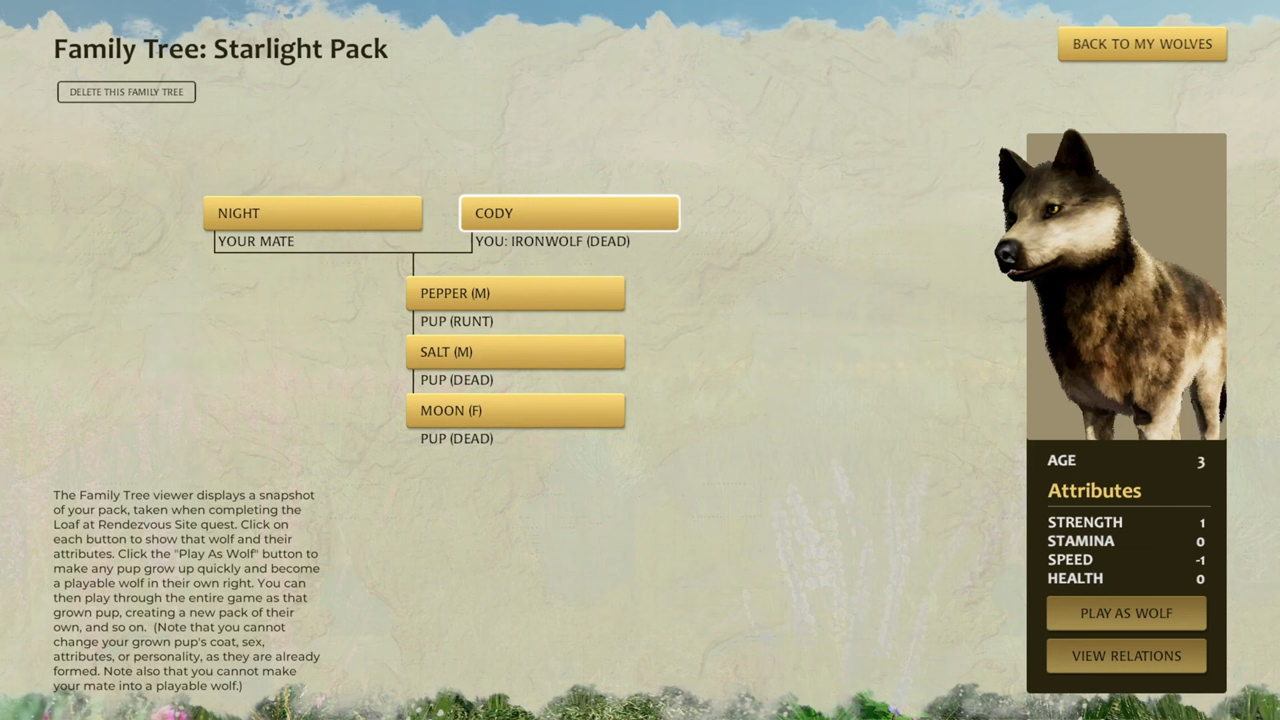 Family Tree: Starlight Pack
BACK TO MY WOLVES
DELETE THIS FAMILY TREE
NIGHT
YOUR MATE
CODY
YOU: IRONWOLF (DEAD)
PEPPER (M)
PUP (RUNT)
SALT (M)
PUP (DEAD)
MOON (F)
PUP (DEAD)
The Family Tree viewer displays a snapshot
of your pack, taken when completing the
Loaf at Rendezvous Site quest. Click on
each button to show that wolf and their
attributes. Click the "Play As Wolf" button to
make any pup grow up quickly and become
a playable wolf in their own right. You can
then play through the entire game as that
grown pup, creating a new pack of their
own, and so on.  (Note that you cannot
change your grown pup's coat, sex,
attributes, or personality, as they are already
formed. Note also that you cannot make
your mate into a playable wolf.)
AGE 3
Attributes
STRENGTH 1
STAMINA 0
SPEED -1
HEALTH 0
PLAY AS WOLF
VIEW RELATIONS